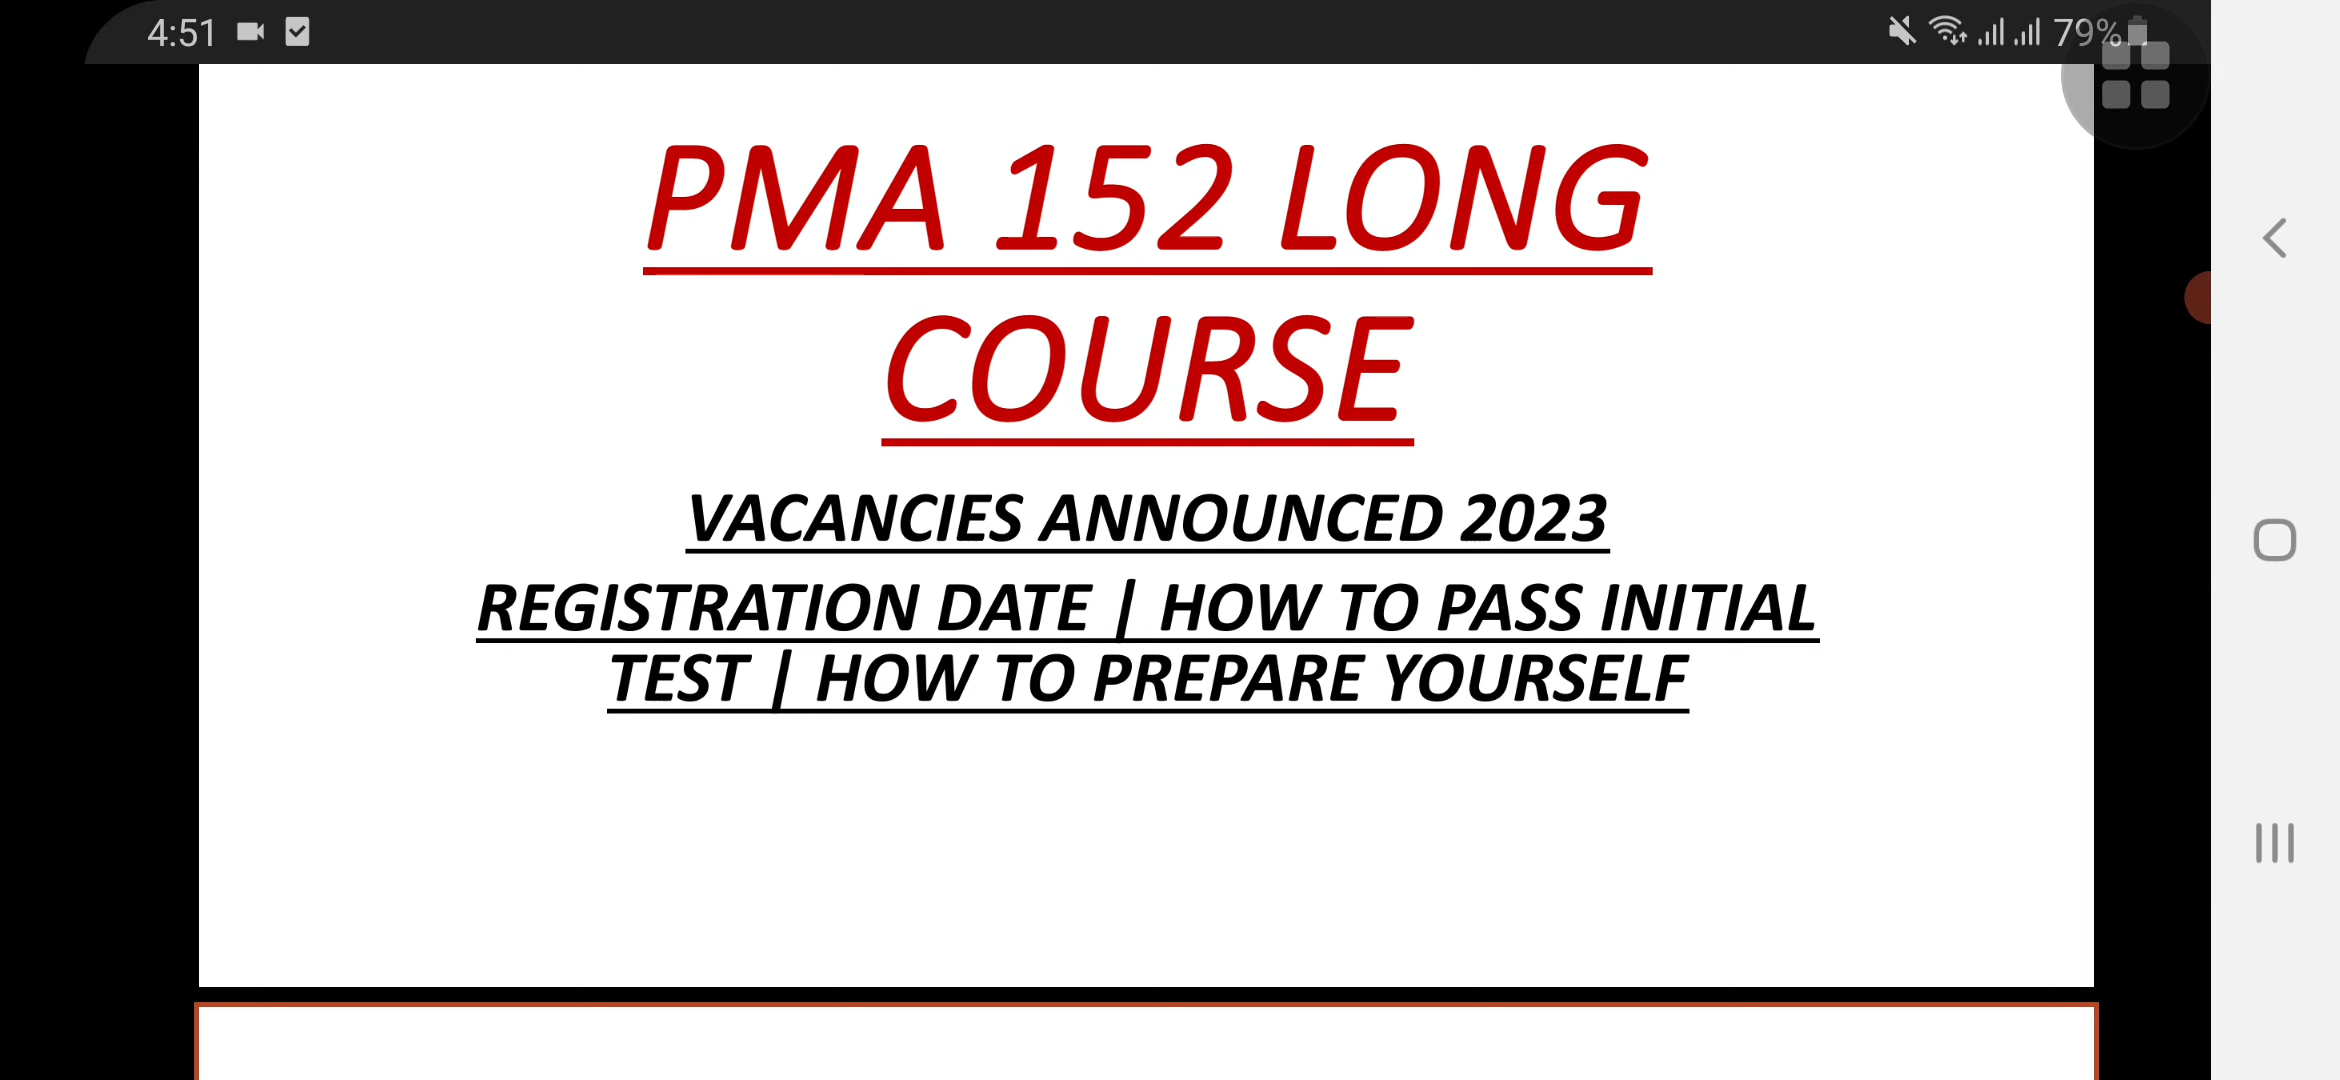 4:51
79%
PMA 152 LONG
COURSE
VACANCIES ANNOUNCED 2023
REGISTRATION DATE | HOW TO PASS INITIAL
TEST | HOW TO PREPARE YOURSELF